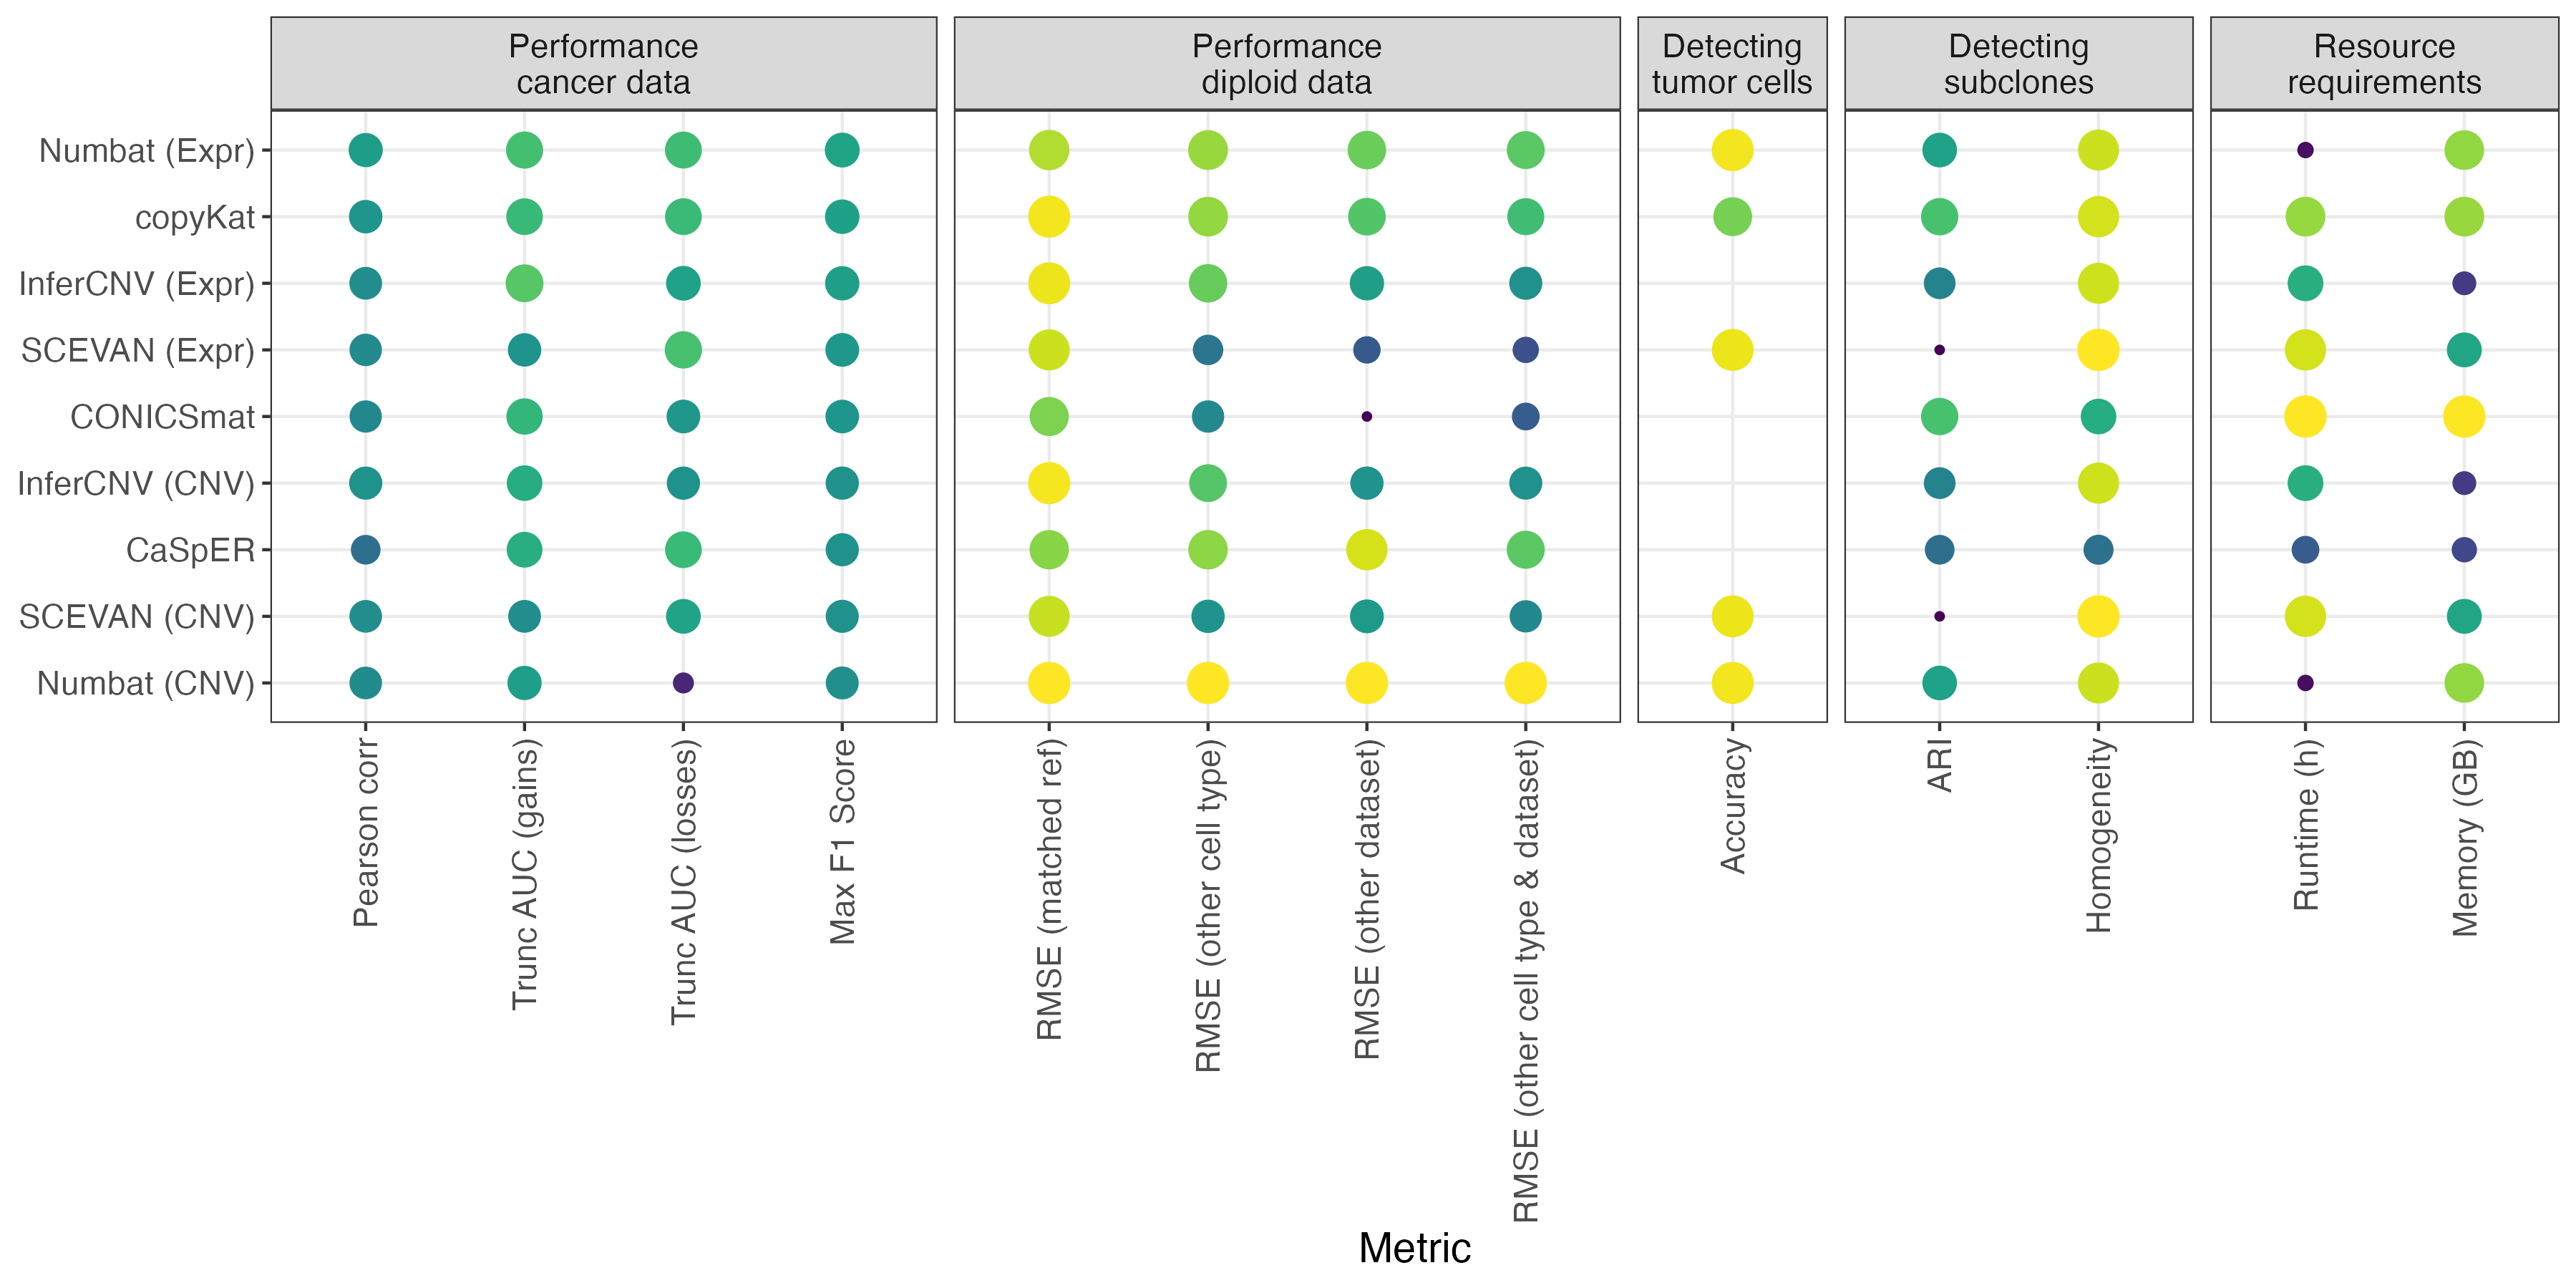 Performance
cancer data
Performance
diploid data
Detecting
tumor cells
Detecting
subclones
Resource
requirements
Numbat (Expr)
copyKat
InferCNV (Expr)
SCEVAN (Expr)
CONICSmat
InferCNV (CNV)
CaSpER
SCEVAN (CNV)
Numbat (CNV)
Pearson corr
Trunc AUC (gains)
Trunc AUC (losses)
Max F1 Score
RMSE (matched ref)
RMSE (other cell type)
RMSE (other dataset)
RMSE (other cell type & dataset)
Accuracy
ARI
Homogeneity
Runtime (h)
Memory (GB)
Metric